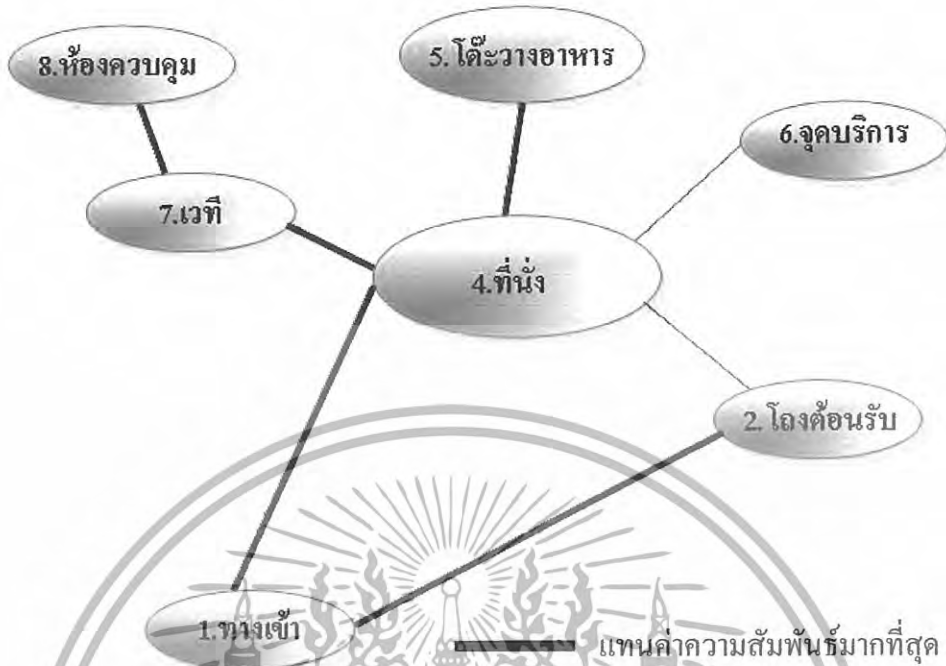 8.ห้องควบคุม
5.โต๊ะวางอาหาร
6.จุดบริการ
7.เวที
4.ที่นั่ง
2. โถงต้อนรับ
1.ทางเข้า
แทนค่าความสัมพันธ์มากที่สุด